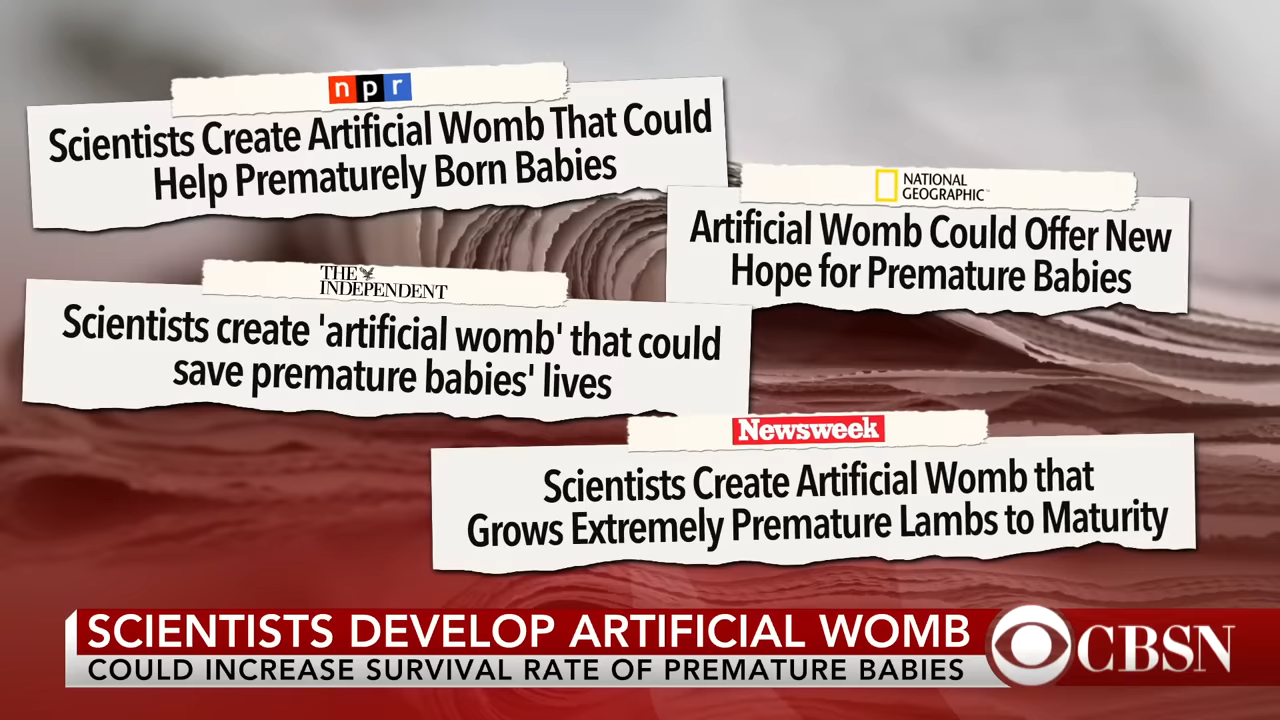 npr
Scientists Create Artificial Womb That Could
Help Prematurely Born Babies
NATIONAL
GEOGRAPHIC™
Artificial Womb Could Offer New
Hope for Premature Babies
THE
INDEPENDENT
Scientists create 'artificial womb' that could
save premature babies' lives
Newsweek
Scientists Create Artificial Womb that
Grows Extremely Premature Lambs to Maturity
SCIENTISTS DEVELOP ARTIFICIAL WOMB
COULD INCREASE SURVIVAL RATE OF PREMATURE BABIES
CBSN